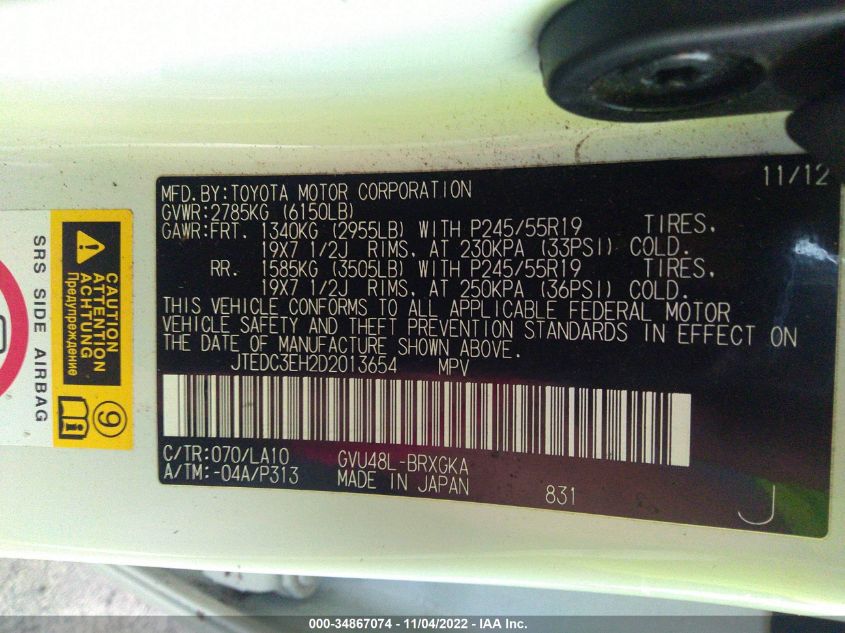 11/12
MFD.BY:TOYOTA MOTOR CORPORATION
GVWR:2785KG (6150LB)
GAWR:FRT. 1340KG (2955LB) WITH P245/55R19 TIRES,
19X7 1/2J RIMS, AT 230KPA (33PSI) COLD.
RR. 1585KG (3505LB) WITH P245/55R19 TIRES,
19X7 1/2J RIMS, AT 250KPA (36PSI) COLD.
THIS VEHICLE CONFORMS TO ALL APPLICABLE FEDERAL MOTOR
VEHICLE SAFETY AND THEFT PREVENTION STANDARDS IN EFFECT ON
THE DATE OF MANUFACTURE SHOWN ABOVE.
JTEDC3EH2D2013654 MPV
C/TR:070/LA10 GVU48L-BRXGKA
A/TM:-04A/P313 MADE IN JAPAN 831
J
SRS SIDE AIRBAG
CAUTION
ATTENTION
ACHTUNG
Предупреждение
9
000-34867074 - 11/04/2022 - IAA Inc.